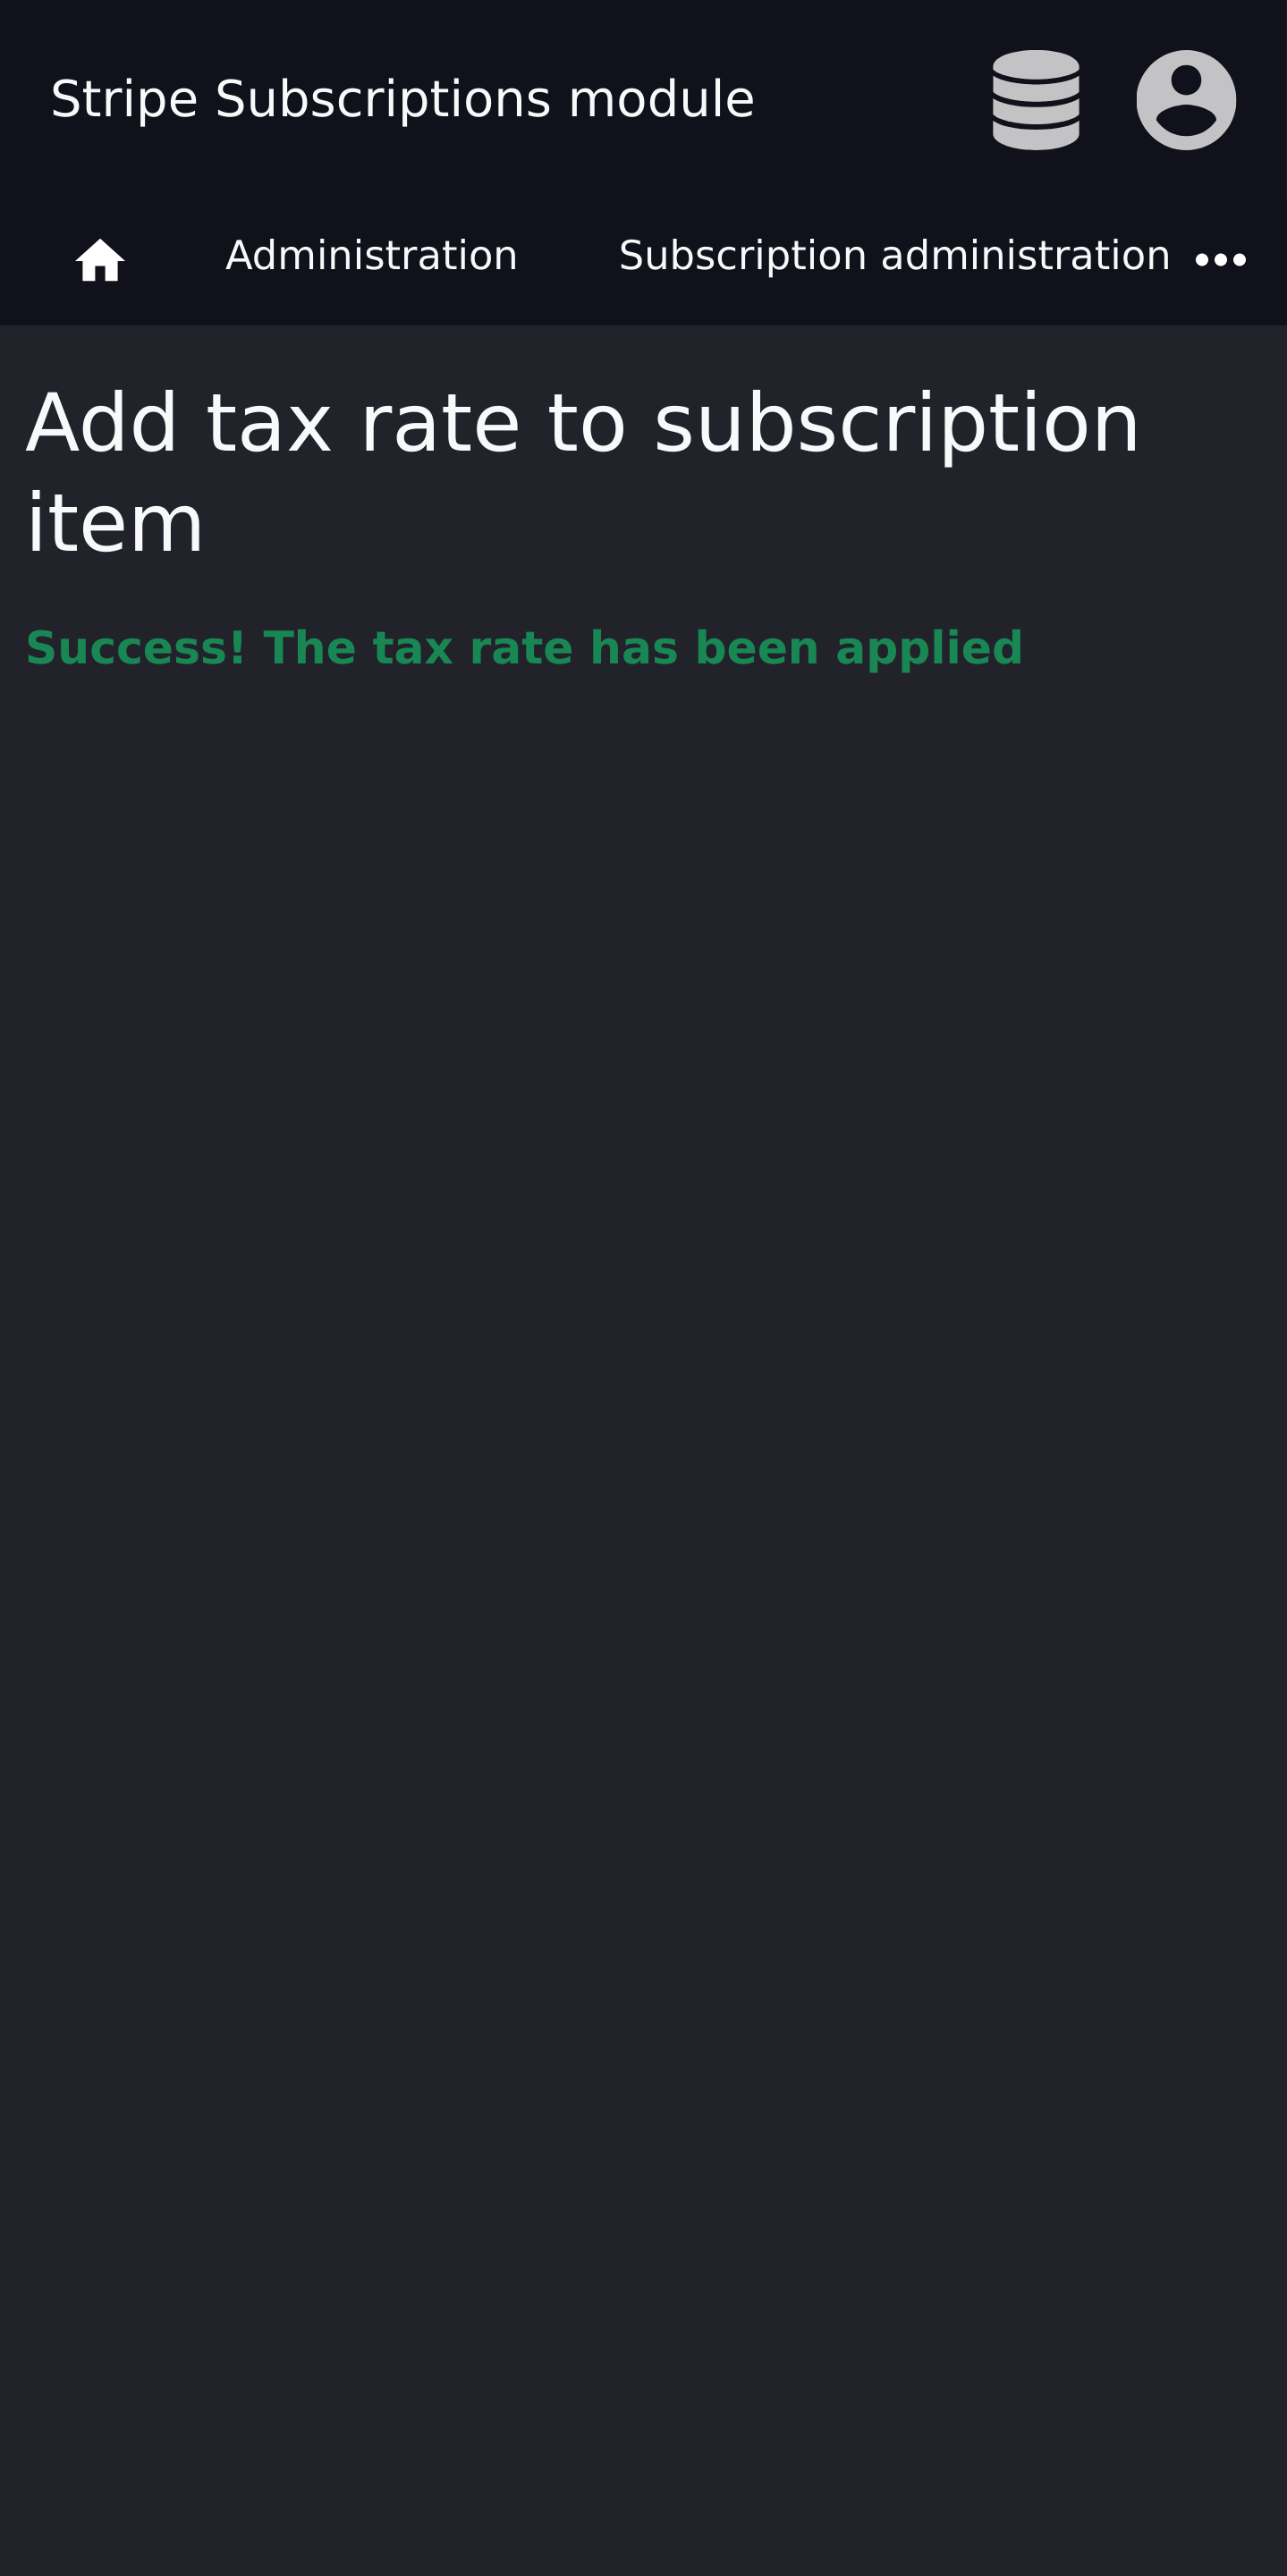 Stripe Subscriptions module
Administration Subscription administration
Add tax rate to subscription
item
Success! The tax rate has been applied